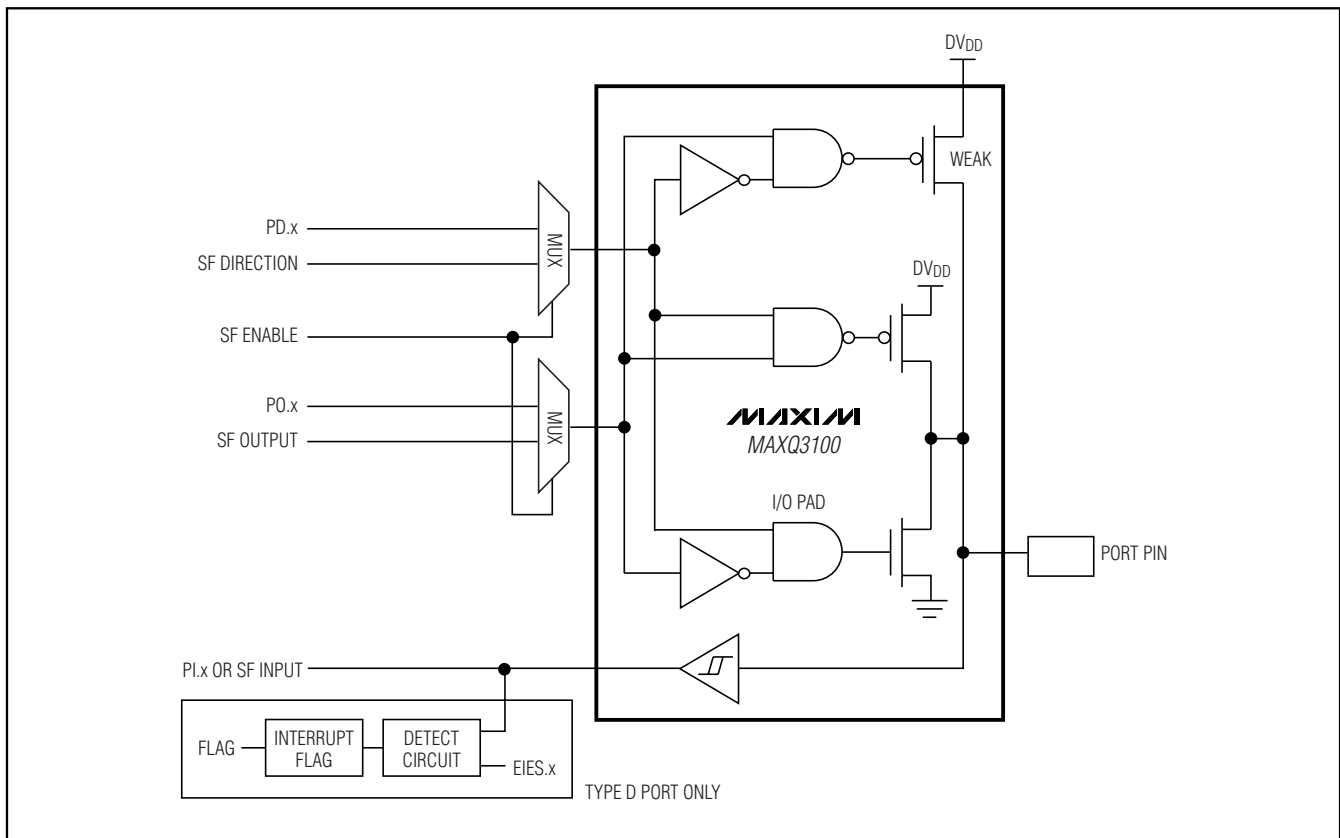 DVDD
WEAK
PD.x
SF DIRECTION
MUX
DVDD
SF ENABLE
PO.x
SF OUTPUT
MUX
MAXIM
MAXQ3100
I/O PAD
PORT PIN
PI.x OR SF INPUT
FLAG
INTERRUPT
FLAG
DETECT
CIRCUIT
EIES.x
TYPE D PORT ONLY